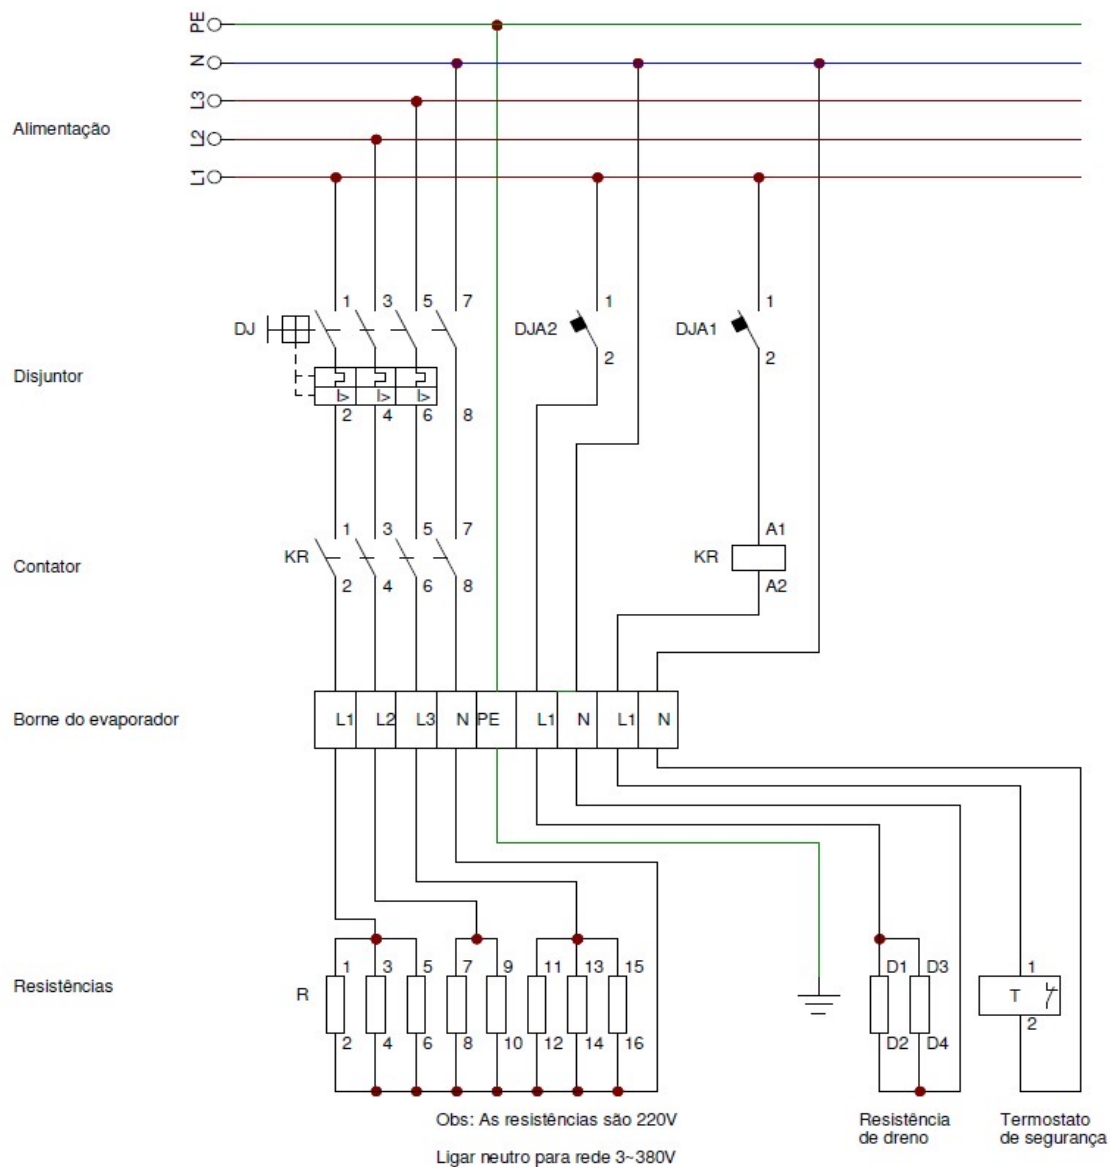 PE
N
L3
Alimentação
L2
L1
1 3 5 7 1 1
DJ DJA2 DJA1
2 2
Disjuntor
I> I> I>
2 4 6 8
1 3 5 7 A1
KR KR
Contator
2 4 6 8 A2
Borne do evaporador L1 L2 L3 N PE L1 N L1 N
1 3 5 7 9 11 13 15 D1 D3 1
Resistências R T
2 4 6 8 10 12 14 16 D2 D4 2
Obs: As resistências são 220V
Ligar neutro para rede 3~380V
Resistência
de dreno
Termostato
de segurança